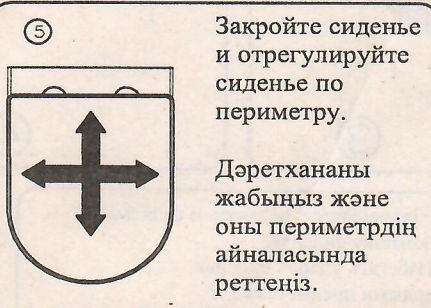 5
Закройте сиденье
и отрегулируйте
сиденье по
периметру.
Дәретхананы
жабыңыз және
оны периметрдің
айналасында
реттеңіз.